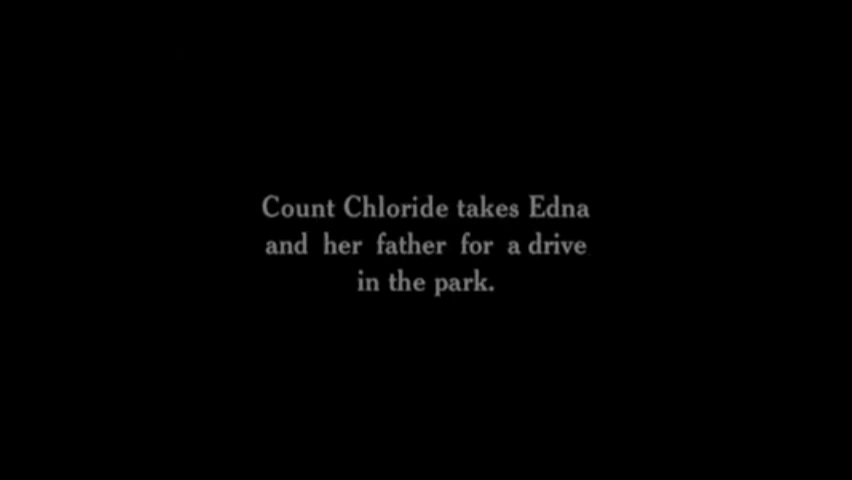 Count Chloride takes Edna
and her father for a drive
in the park.